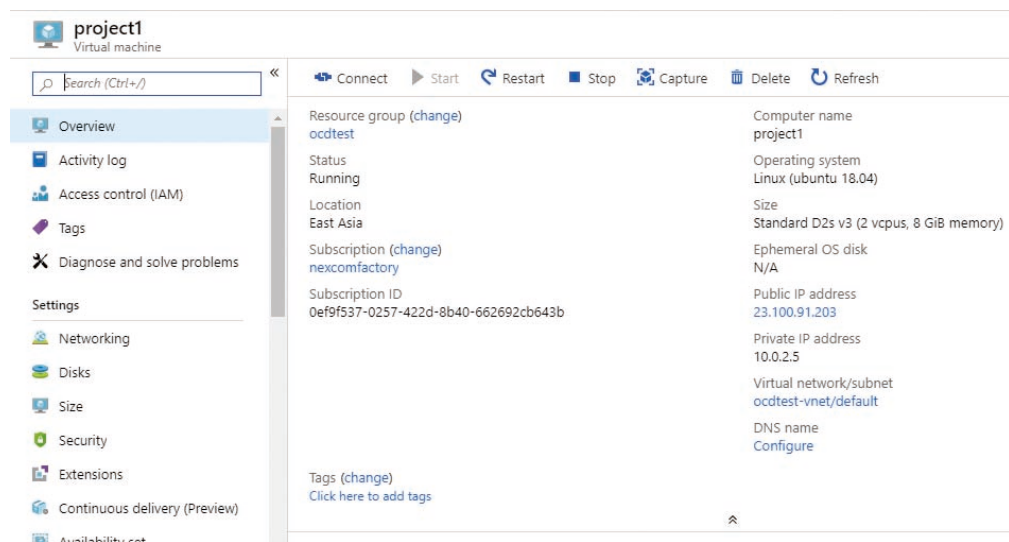 project1
Virtual machine
Search (Ctrl+/)
«
Overview
Activity log
Access control (IAM)
Tags
Diagnose and solve problems
Settings
Networking
Disks
Size
Security
Extensions
Continuous delivery (Preview)
Availability set
Connect Start Restart Stop Capture Delete Refresh
Resource group (change)
ocdtest
Status
Running
Location
East Asia
Subscription (change)
nexcomfactory
Subscription ID
0ef9f537-0257-422d-8b40-662692cb643b
Computer name
project1
Operating system
Linux (ubuntu 18.04)
Size
Standard D2s v3 (2 vcpus, 8 GiB memory)
Ephemeral OS disk
N/A
Public IP address
23.100.91.203
Private IP address
10.0.2.5
Virtual network/subnet
ocdtest-vnet/default
DNS name
Configure
Tags (change)
Click here to add tags